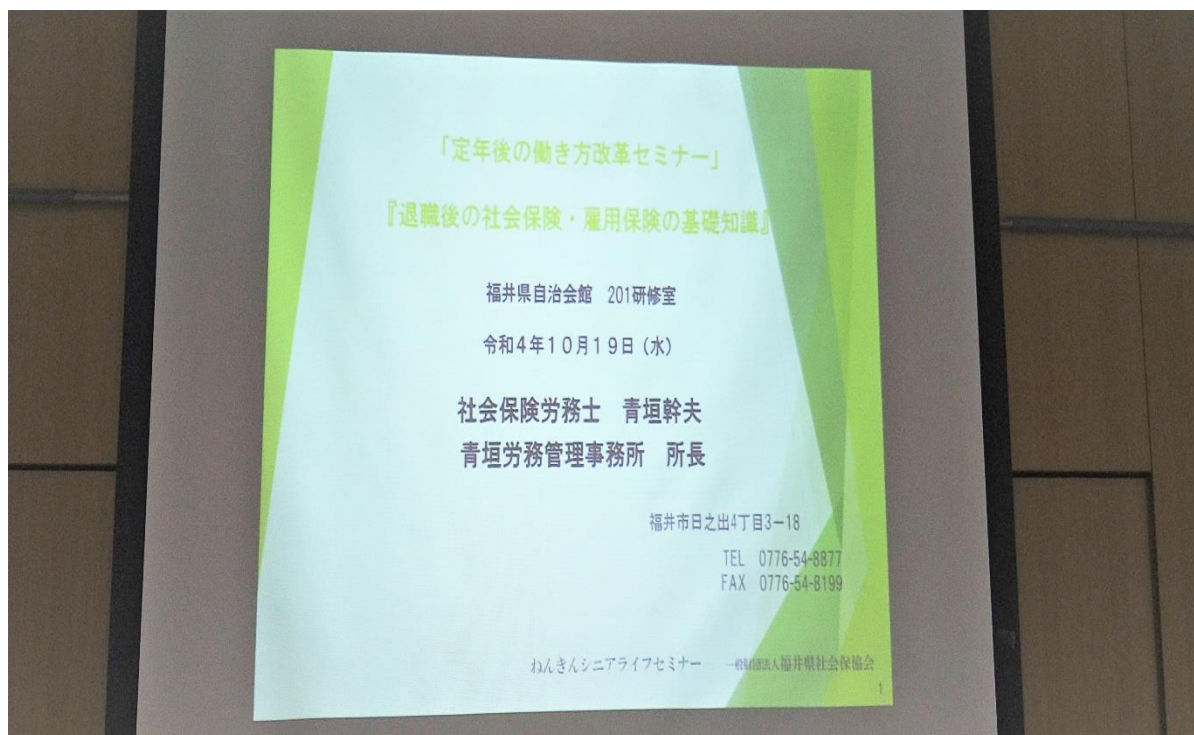 「定年後の働き方改革セミナー」
『退職後の社会保険・雇用保険の基礎知識』
福井県自治会館 201研修室
令和4年10月19日（水）
社会保険労務士 青垣幹夫
青垣労務管理事務所 所長
福井市日之出4丁目3－18
TEL 0776-54-8877
FAX 0776-54-8199
ねんきんシニアライフセミナー 一般財団法人福井県社会保協会
1